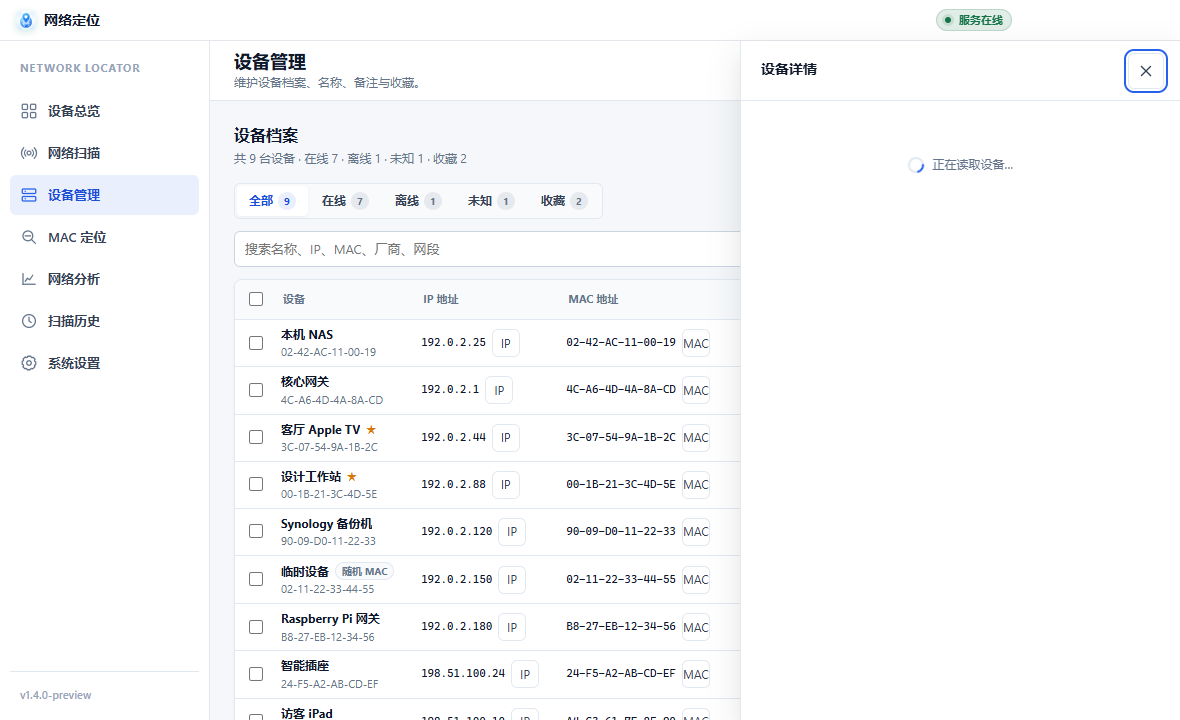 网络定位
服务在线
NETWORK LOCATOR
设备总览
网络扫描
设备管理
MAC 定位
网络分析
扫描历史
系统设置
v1.4.0-preview
设备管理
维护设备档案、名称、备注与收藏。
设备档案
共 9 台设备 · 在线 7 · 离线 1 · 未知 1 · 收藏 2
全部 9 在线 7 离线 1 未知 1 收藏 2
搜索名称、IP、MAC、厂商、网段
设备 IP 地址 MAC 地址
本机 NAS
02-42-AC-11-00-19
192.0.2.25 IP 02-42-AC-11-00-19 MAC
核心网关
4C-A6-4D-4A-8A-CD
192.0.2.1 IP 4C-A6-4D-4A-8A-CD MAC
客厅 Apple TV ★
3C-07-54-9A-1B-2C
192.0.2.44 IP 3C-07-54-9A-1B-2C MAC
设计工作站 ★
00-1B-21-3C-4D-5E
192.0.2.88 IP 00-1B-21-3C-4D-5E MAC
Synology 备份机
90-09-D0-11-22-33
192.0.2.120 IP 90-09-D0-11-22-33 MAC
临时设备 随机 MAC
02-11-22-33-44-55
192.0.2.150 IP 02-11-22-33-44-55 MAC
Raspberry Pi 网关
B8-27-EB-12-34-56
192.0.2.180 IP B8-27-EB-12-34-56 MAC
智能插座
24-F5-A2-AB-CD-EF
198.51.100.24 IP 24-F5-A2-AB-CD-EF MAC
访客 iPad
设备详情
正在读取设备...